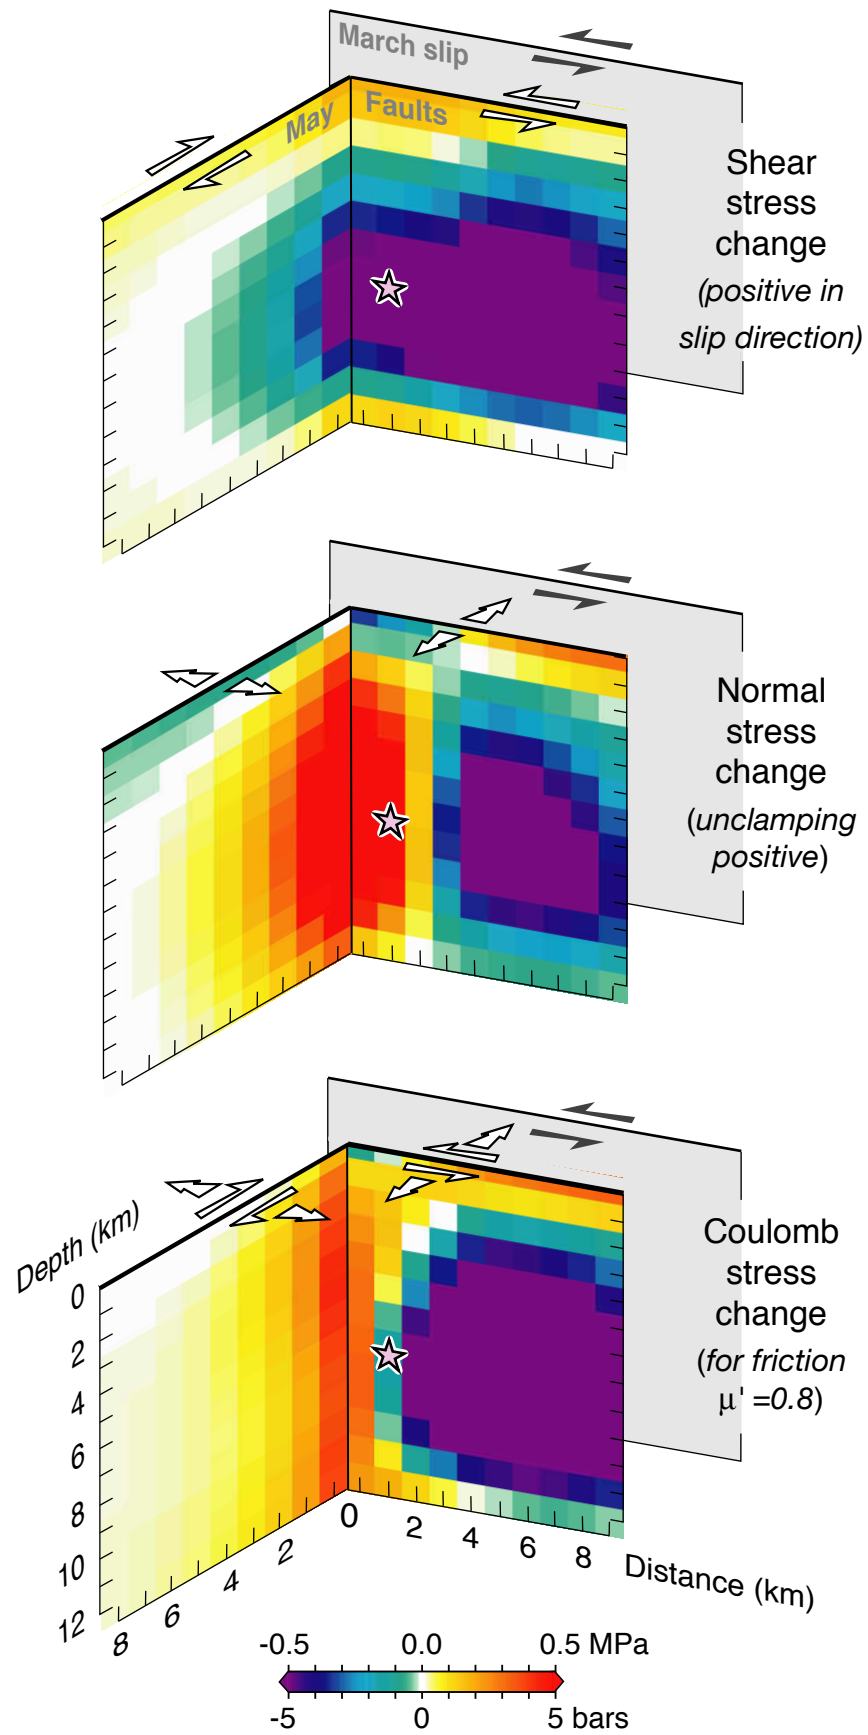 March slip
May
Faults
Shear
stress
change
(positive in
slip direction)
Normal
stress
change
(unclamping
positive)
Coulomb
stress
change
(for friction
µ' =0.8)
Depth (km)
0
2
4
6
8
10
12
8
6
4
2
0
2
4
6
8
Distance (km)
-0.5
0.0
0.5 MPa
-5
0
5 bars